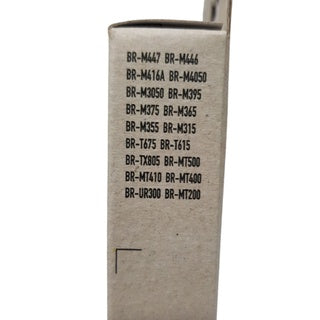 BR-M447 BR-M446
BR-M416A BR-M4050
BR-M3050 BR-M395
BR-M375 BR-M365
BR-M355 BR-M315
BR-T675 BR-T615
BR-TX805 BR-MT500
BR-MT410 BR-MT400
BR-UR300 BR-MT200